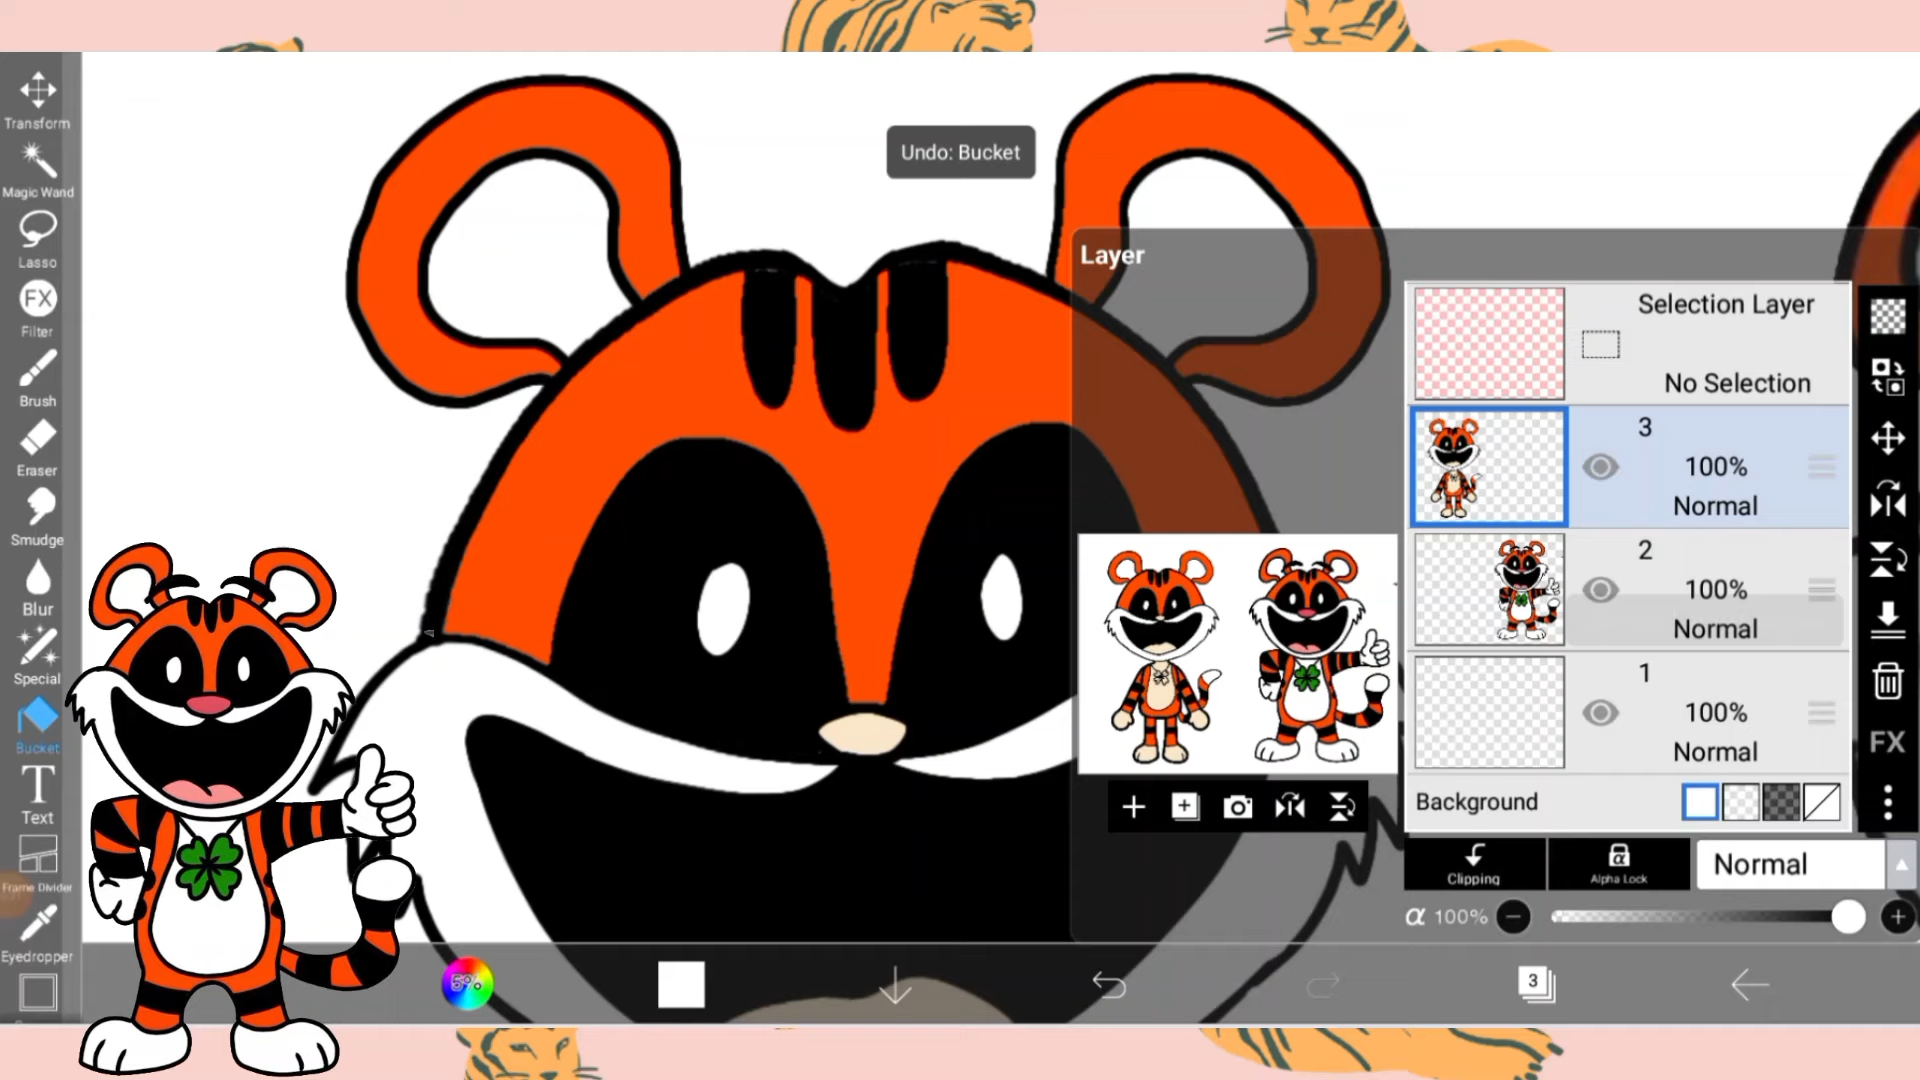 Transform
Magic Wand
Lasso
FX
Filter
Brush
Eraser
Smudge
Blur
Special
Bucket
T
Text
Frame Divider
Eyedropper
Undo: Bucket
Layer
Selection Layer
No Selection
3
100%
Normal
2
100%
Normal
1
100%
Normal
Background
FX
Clipping
α
Alpha Lock
Normal
α 100%
5%
3